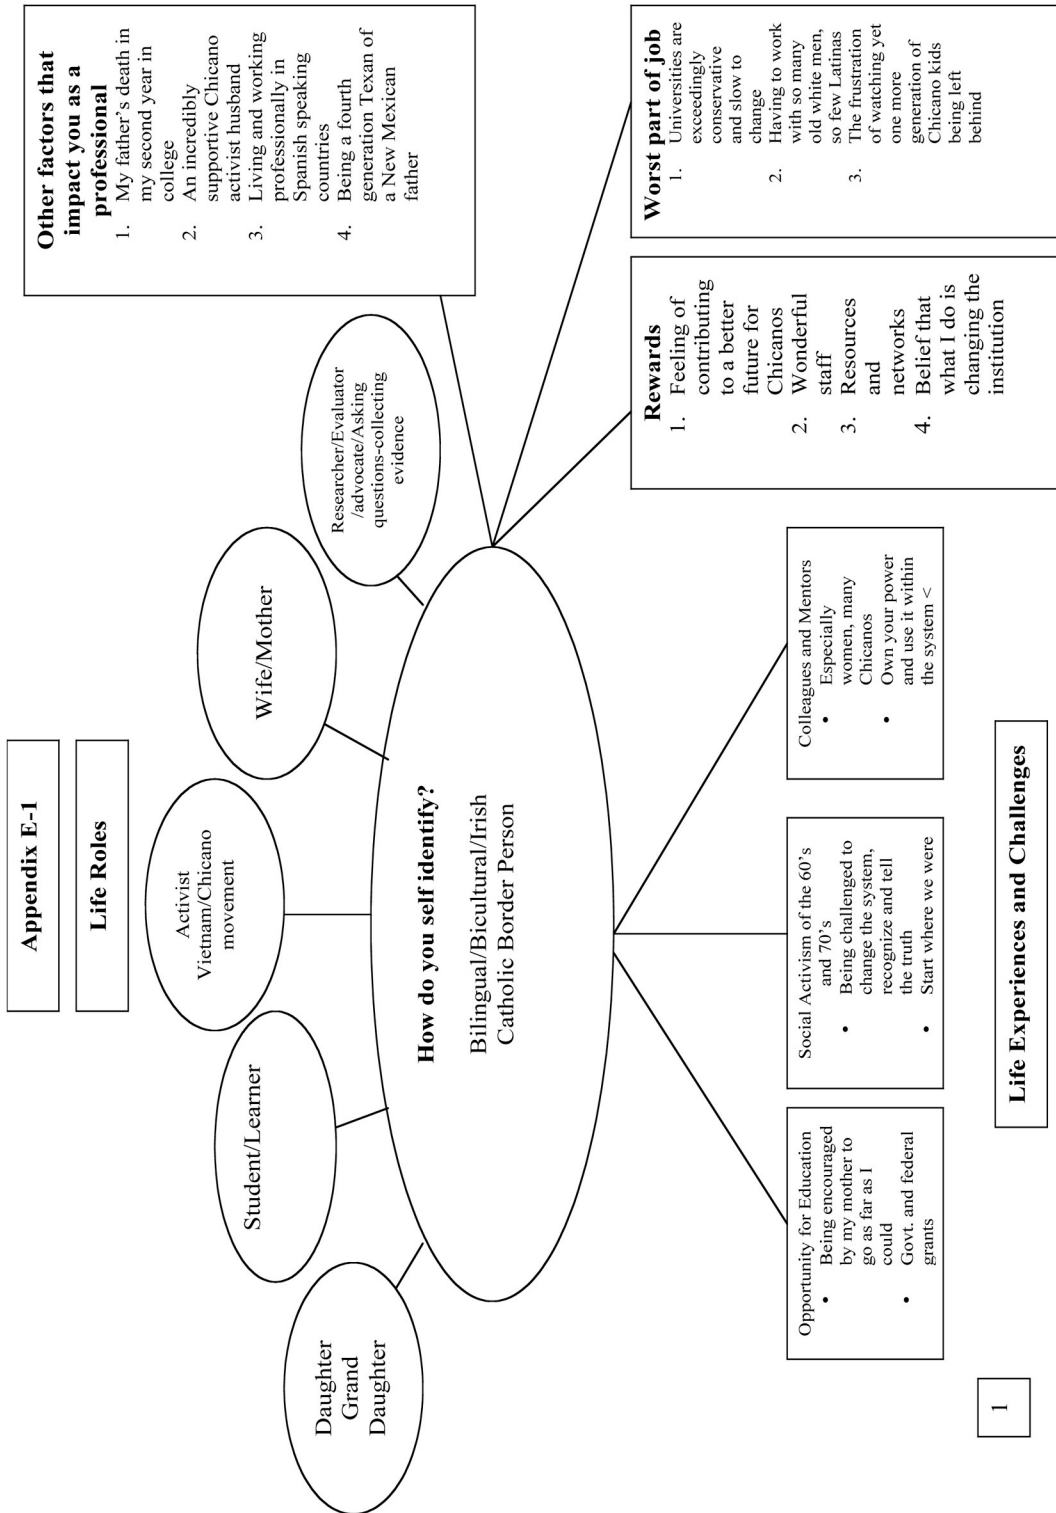 Appendix E-1
Life Roles
Daughter
Grand
Daughter
Student/Learner
Activist
Vietnam/Chicano
movement
Wife/Mother
Researcher/Evaluator
/advocate/Asking
questions-collecting
evidence
Other factors that
impact you as a
professional
1. My father's death in
my second year in
college
2. An incredibly
supportive Chicano
activist husband
3. Living and working
professionally in
Spanish speaking
countries
4. Being a fourth
generation Texan of
a New Mexican
father
How do you self identify?
Bilingual/Bicultural/Irish
Catholic Border Person
Rewards
1. Feeling of
contributing
to a better
future for
Chicanos
2. Wonderful
staff
3. Resources
and
networks
4. Belief that
what I do is
changing the
institution
Worst part of job
1. Universities are
exceedingly
conservative
and slow to
change
2. Having to work
with so many
old white men,
so few Latinas
3. The frustration
of watching yet
one more
generation of
Chicano kids
being left
behind
Opportunity for Education
• Being encouraged
by my mother to
go as far as I
could
• Govt. and federal
grants
Social Activism of the 60's
and 70's
• Being challenged to
change the system,
recognize and tell
the truth
• Start where we were
Colleagues and Mentors
• Especially
women, many
Chicanos
• Own your power
and use it within
the system <
Life Experiences and Challenges
1